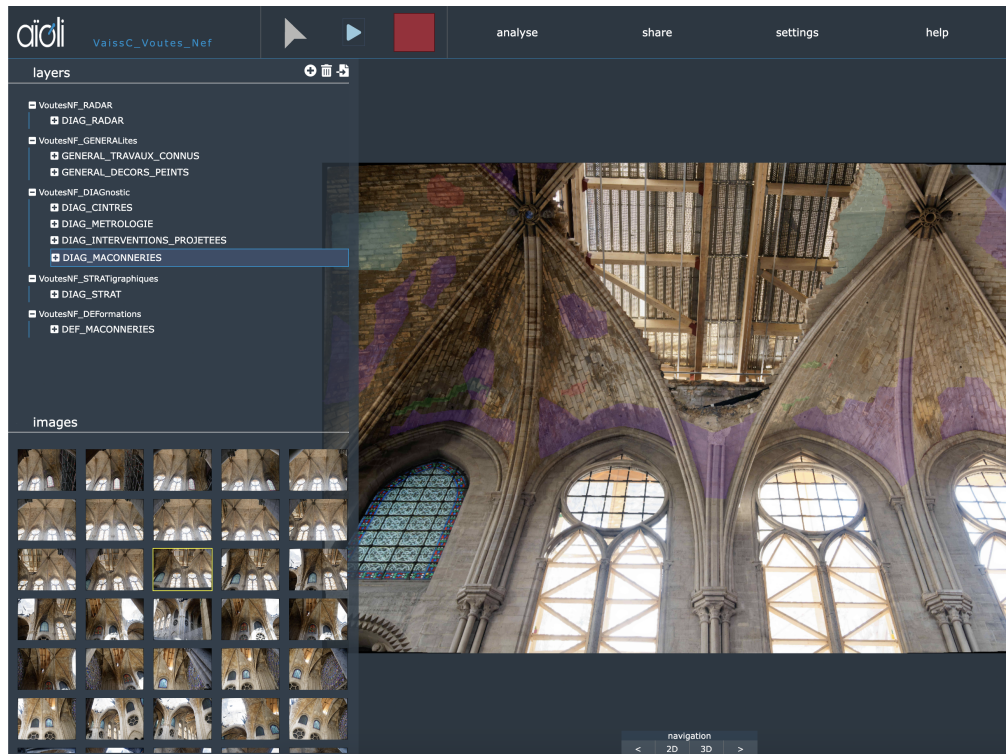 aïoli
VaissC_Voutes_Nef
analyse
share
settings
help
layers
VoutesNF_RADAR
DIAG_RADAR
VoutesNF_GENERALites
GENERAL_TRAVAUX_CONNUS
GENERAL_DECORS_PEINTS
VoutesNF_DIAGnostic
DIAG_CINTRES
DIAG_METROLOGIE
DIAG_INTERVENTIONS_PROJETEES
DIAG_MACONNERIES
VoutesNF_STRATigraphiques
DIAG_STRAT
VoutesNF_DEFormations
DEF_MACONNERIES
images
navigation
< 2D 3D >